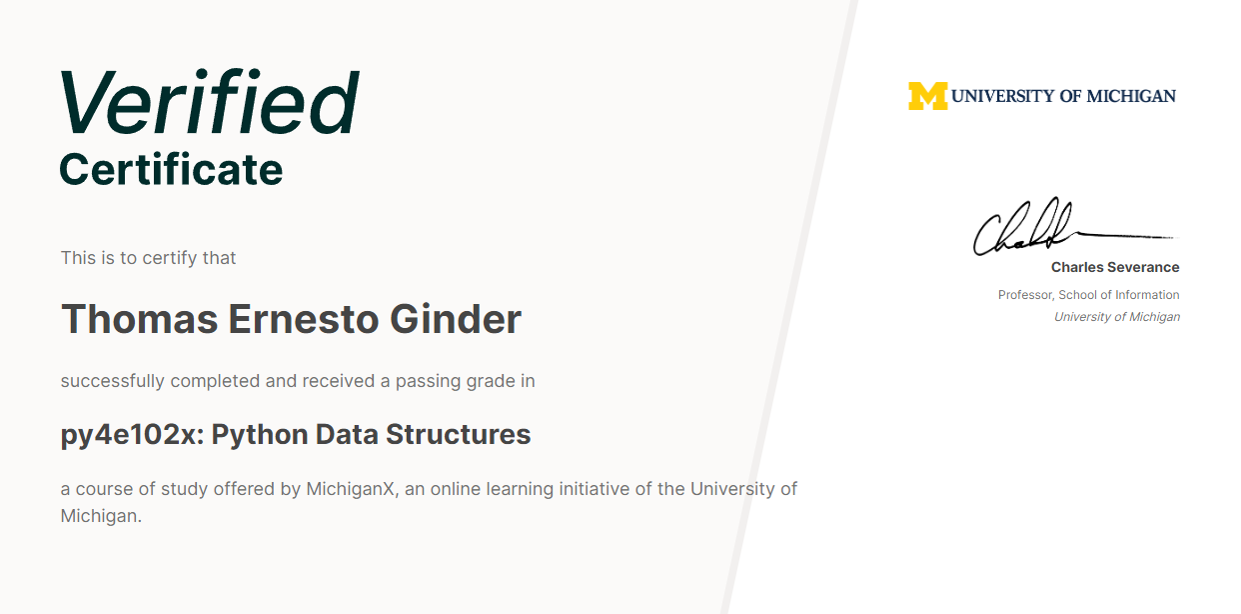 Verified
Certificate
This is to certify that
Thomas Ernesto Ginder
successfully completed and received a passing grade in
py4e102x: Python Data Structures
a course of study offered by MichiganX, an online learning initiative of the University of
Michigan.
M UNIVERSITY OF MICHIGAN
Charles Severance
Professor, School of Information
University of Michigan